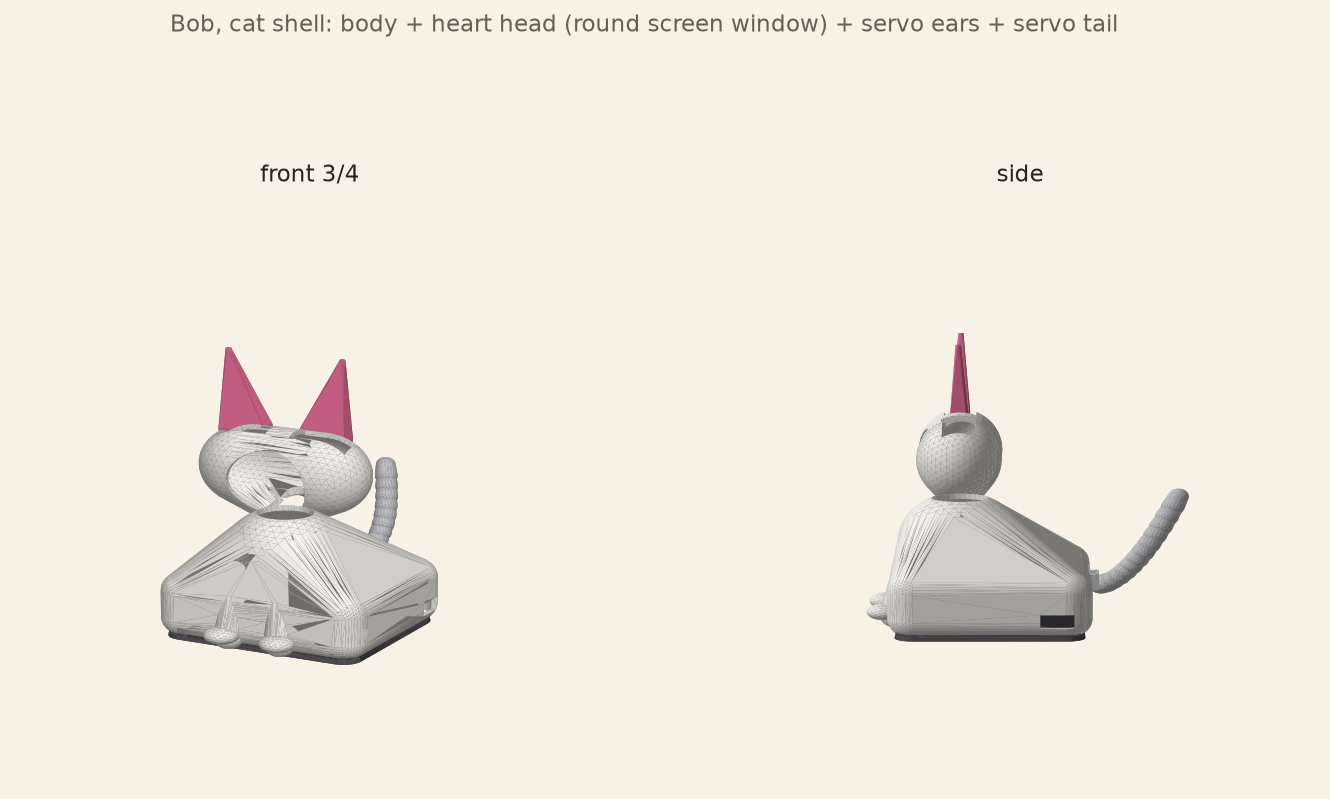 Bob, cat shell: body + heart head (round screen window) + servo ears + servo tail
front 3/4
side